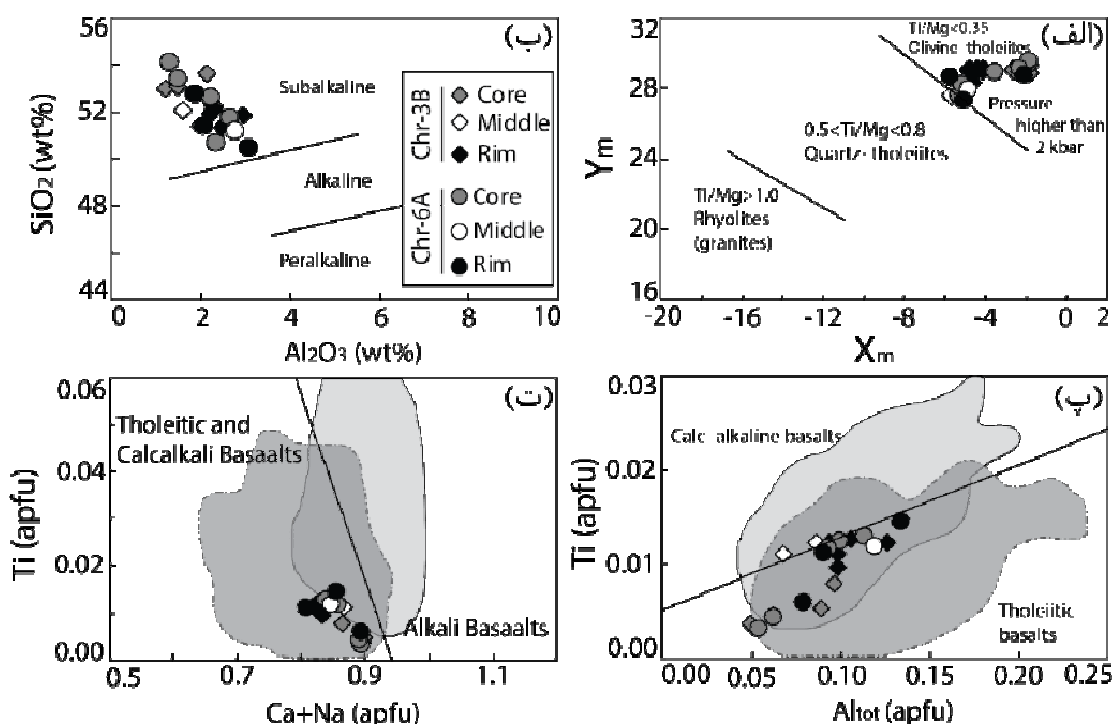 (ب)
56
52
48
44
SiO2 (wt%)
Subalkaline
Alkaline
Peralkaline
Chr-3B
Core
Middle
Rim
Chr-6A
Core
Middle
Rim
0 2 4 6 8 10
Al2O3 (wt%)
(الف)
32
28
24
20
16
Ym
Ti/Mg<0.35
Clivine tholeiites
Pressure
higher than
2 kbar
0.5<Ti/Mg<0.8
Quartz tholeiites
Ti/Mg>1.0
Rhyolites
(granites)
-20 -16 -12 -8 -4 0 2
Xm
(ت)
0.06
0.04
0.02
0.00
Ti (apfu)
Tholeitic and
Calcalkali Basaalts
Alkali Basaalts
0.5 0.7 0.9 1.1
Ca+Na (apfu)
(پ)
0.03
0.02
0.01
0.00
Ti (apfu)
Calc alkaline basalts
Tholeiitic
basalts
0.00 0.05 0.10 0.15 0.20 0.25
Altot (apfu)